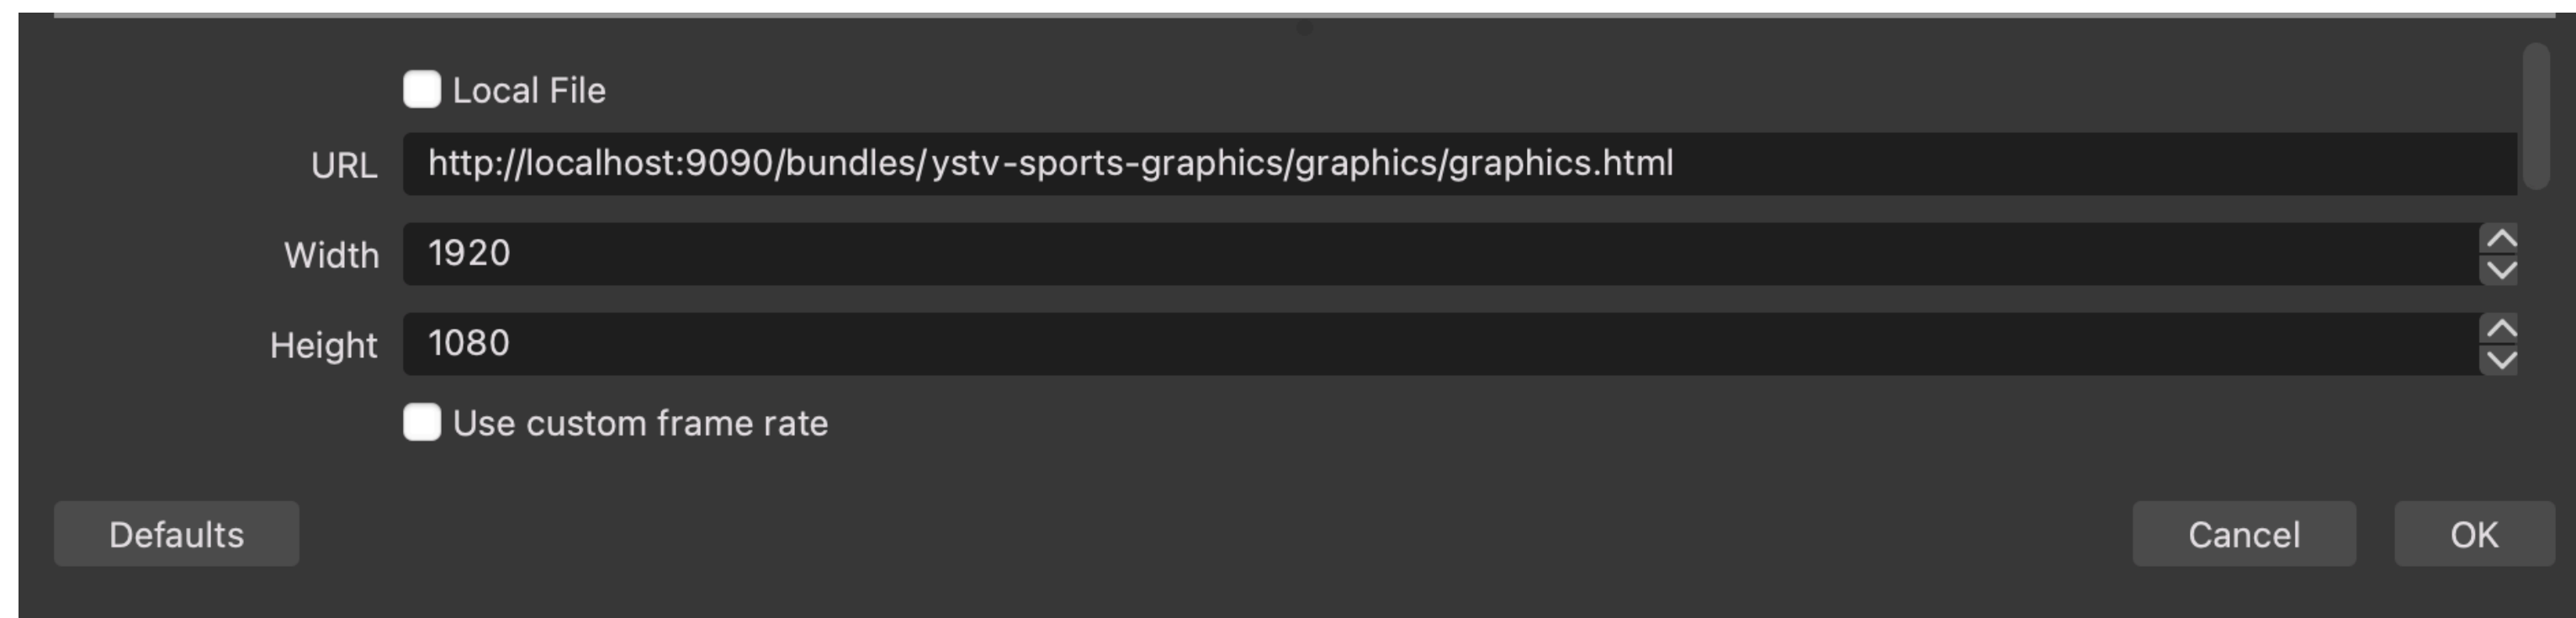 Local File
URL http://localhost:9090/bundles/ystv-sports-graphics/graphics/graphics.html
Width 1920
Height 1080
Use custom frame rate
Defaults Cancel OK